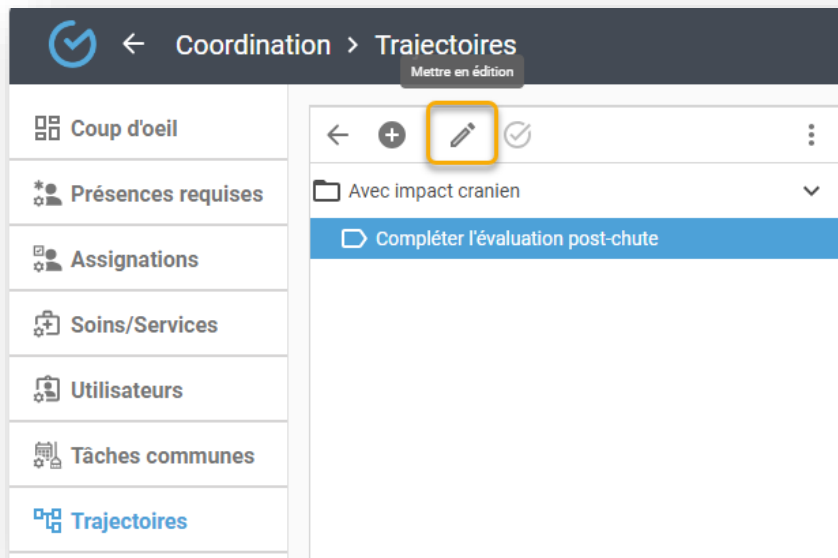 Coordination > Trajectoires
Mettre en édition
Coup d'oeil
Présences requises
Assignations
Soins/Services
Utilisateurs
Tâches communes
Trajectoires
Avec impact cranien
Compléter l'évaluation post-chute